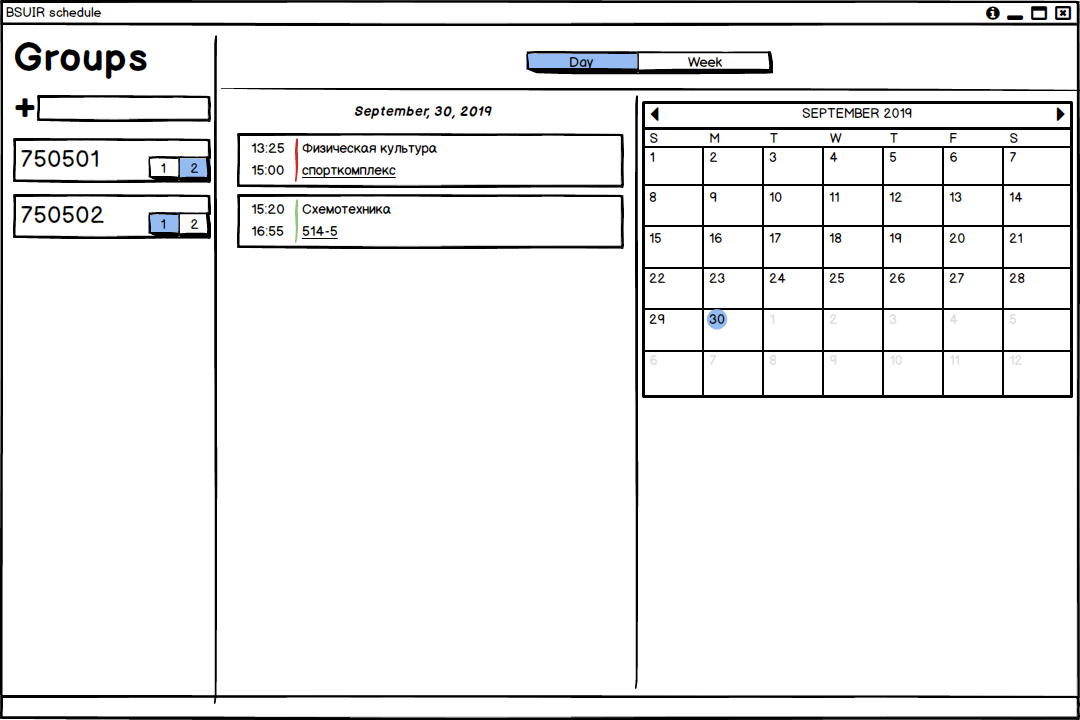 BSUIR schedule
Groups
Day Week
750501
1 2
750502
1 2
September, 30, 2019
13:25 Физическая культура
15:00 спорткомплекс
15:20 Схемотехника
16:55 514-5
SEPTEMBER 2019
S M T W T F S
1 2 3 4 5 6 7
8 9 10 11 12 13 14
15 16 17 18 19 20 21
22 23 24 25 26 27 28
29 30 1 2 3 4 5
6 7 8 9 10 11 12